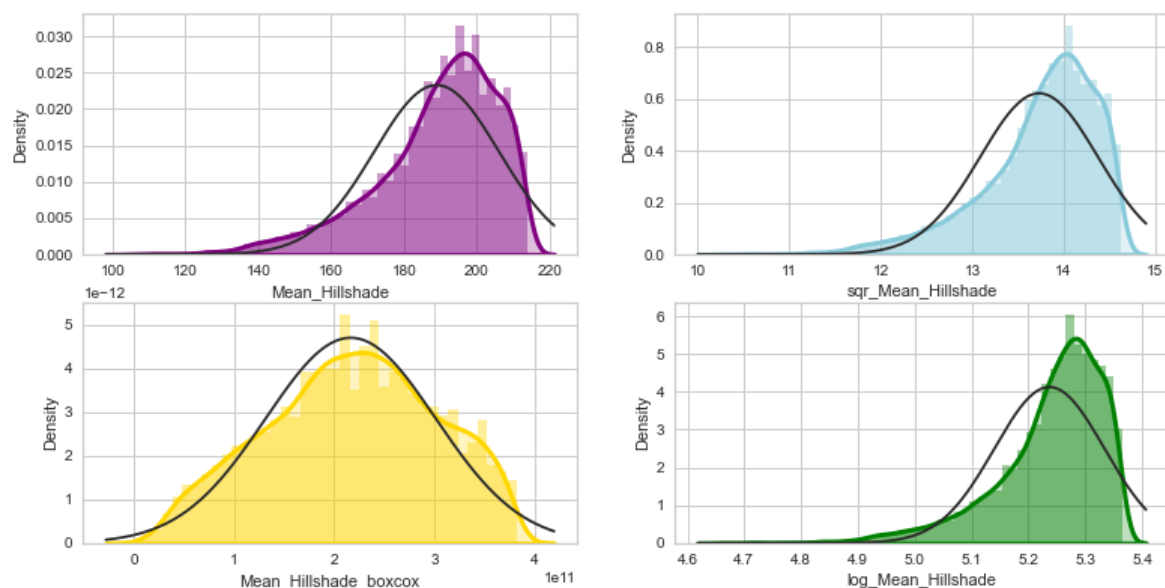 0.030
0.025
0.020
0.015
0.010
0.005
0.000
Density
100 120 140 160 180 200 220
Mean_Hillshade
0.8
0.6
0.4
0.2
0.0
Density
10 11 12 13 14 15
sqr_Mean_Hillshade
1e−12
5
4
3
2
1
0
Density
0 1 2 3 4
1e11
Mean_Hillshade_boxcox
6
5
4
3
2
1
0
Density
4.6 4.7 4.8 4.9 5.0 5.1 5.2 5.3 5.4
log_Mean_Hillshade